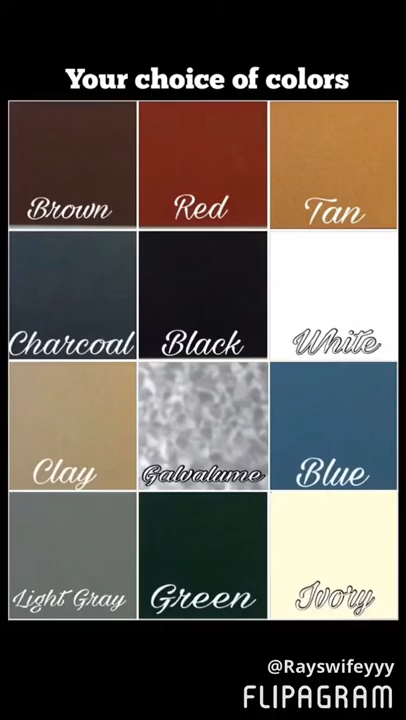 Your choice of colors
Brown
Red
Tan
Charcoal
Black
White
Clay
Galvalume
Blue
Light Gray
Green
Ivory
@Rayswifeyyy
FLIPAGRAM